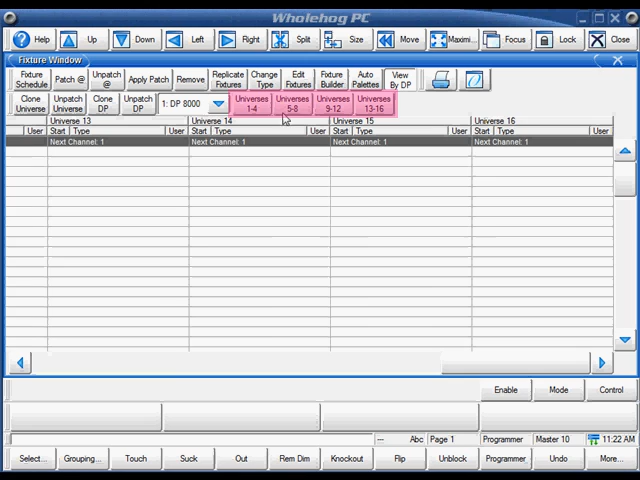 Wholehog PC
Help Up Down Left Right Split Size Maximi... Move Focus Lock Close
Fixture Window
Fixture Schedule Patch @ Unpatch @ Apply Patch Remove Replicate Fixtures Change Type Edit Fixtures Fixture Builder Auto Palettes View By DP
Clone Universe Unpatch Universe Clone DP Unpatch DP 1: DP 8000 Universes 1-4 Universes 5-8 Universes 9-12 Universes 13-16
Universe 13 Universe 14 Universe 15 Universe 16
User Start Type User Start Type User Start Type User Start Type User
Next Channel: 1 Next Channel: 1 Next Channel: 1 Next Channel: 1
Enable Mode Control
--- Abc Page 1 Programmer Master 10 11:22 AM
Select... Grouping... Touch Suck Out Rem Dim Knockout Flip Unblock Programmer Undo More...